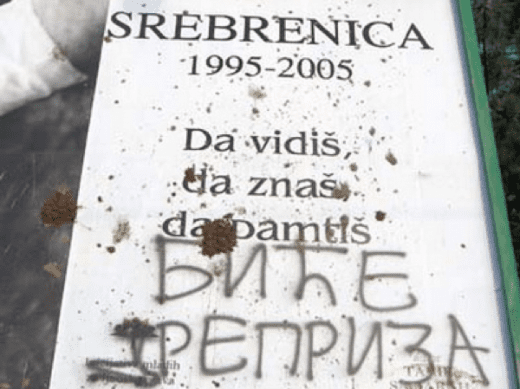 SREBRENICA
1995-2005
Da vidiš,
da znaš,
da pamtiš
БИЋЕ
РЕПРИЗА